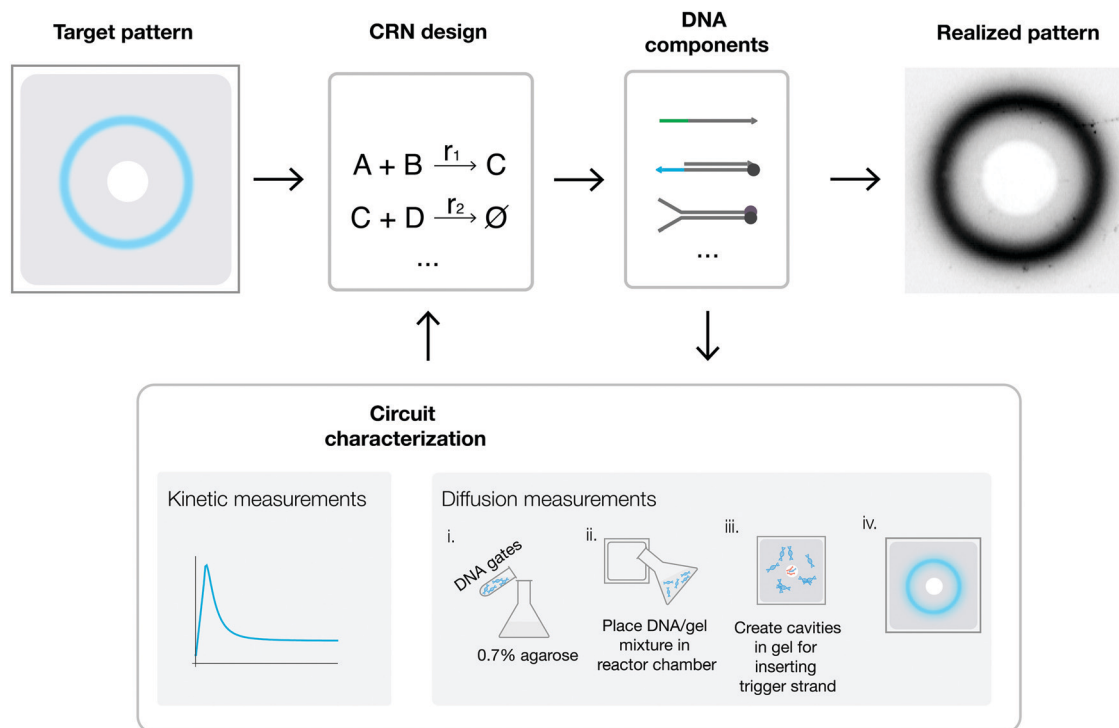 Target pattern
CRN design
DNA
components
Realized pattern
A + B r₁ → C
C + D r₂ → Ø
...
...
Circuit
characterization
Kinetic measurements
Diffusion measurements
i.
DNA gates
0.7% agarose
ii.
Place DNA/gel
mixture in
reactor chamber
iii.
Create cavities
in gel for
inserting
trigger strand
iv.